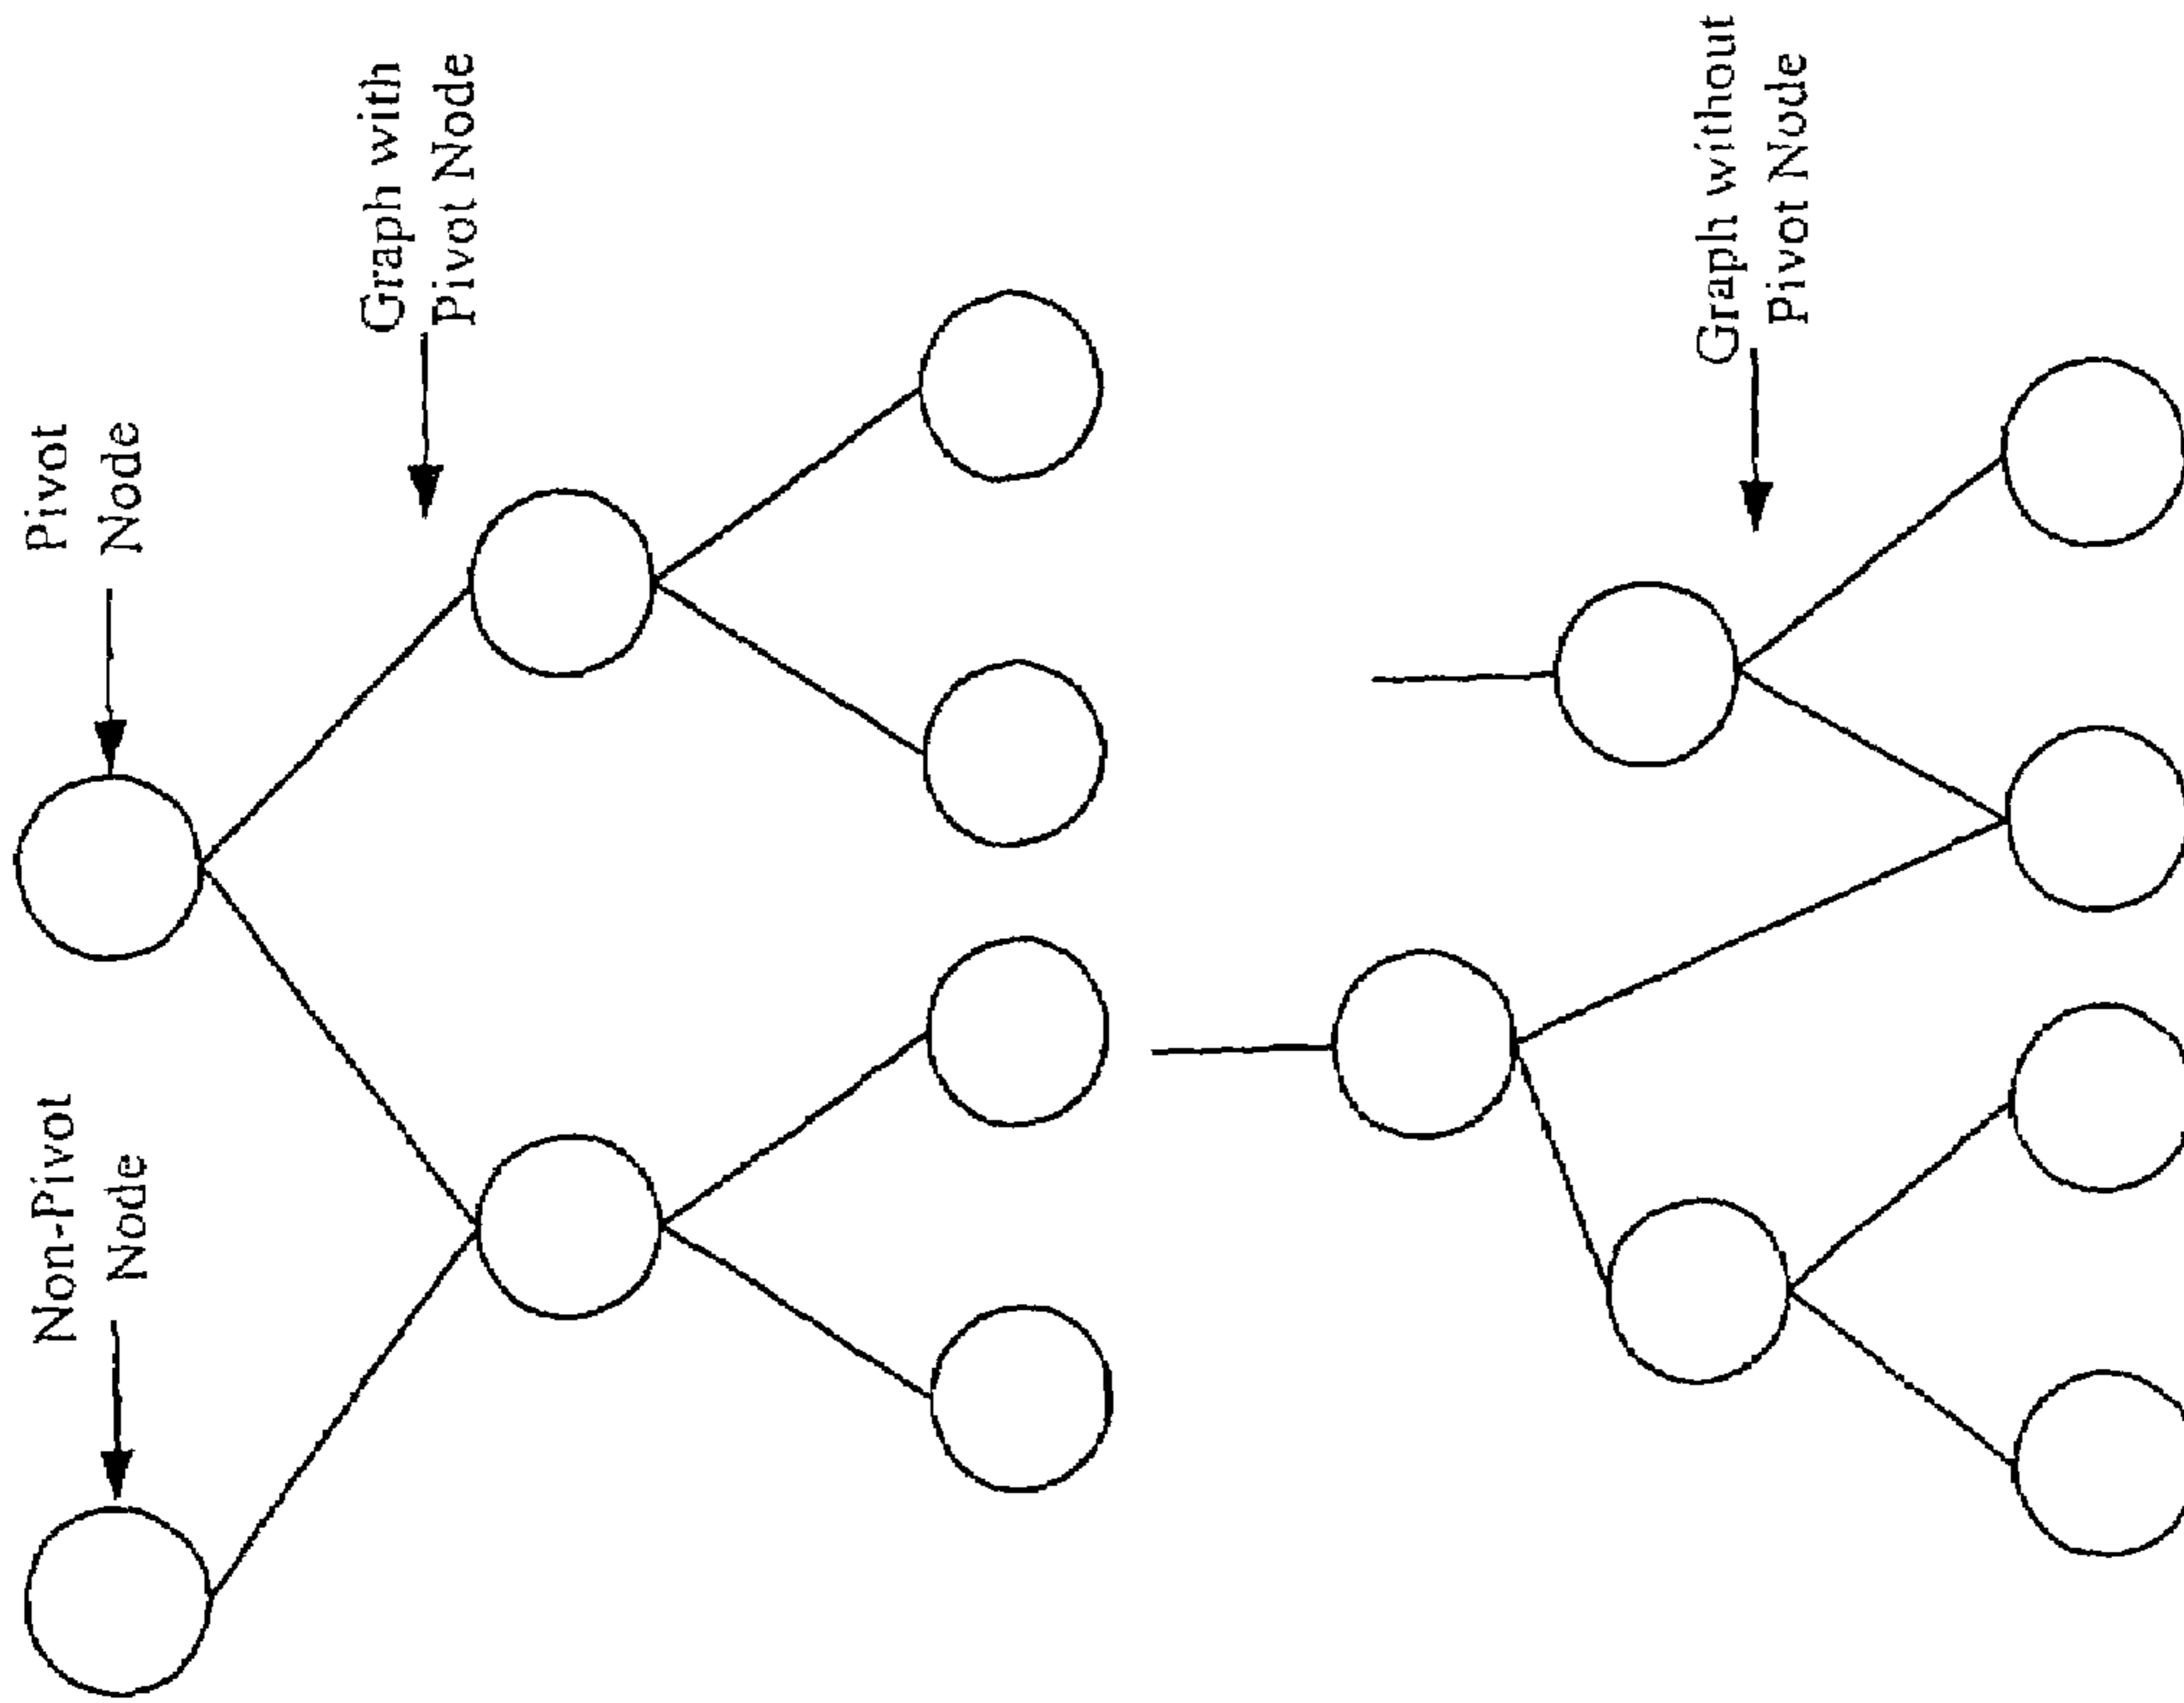 Non-Pivot
Node
Pivot
Node
Graph with
Pivot Node
Graph without
Pivot Node